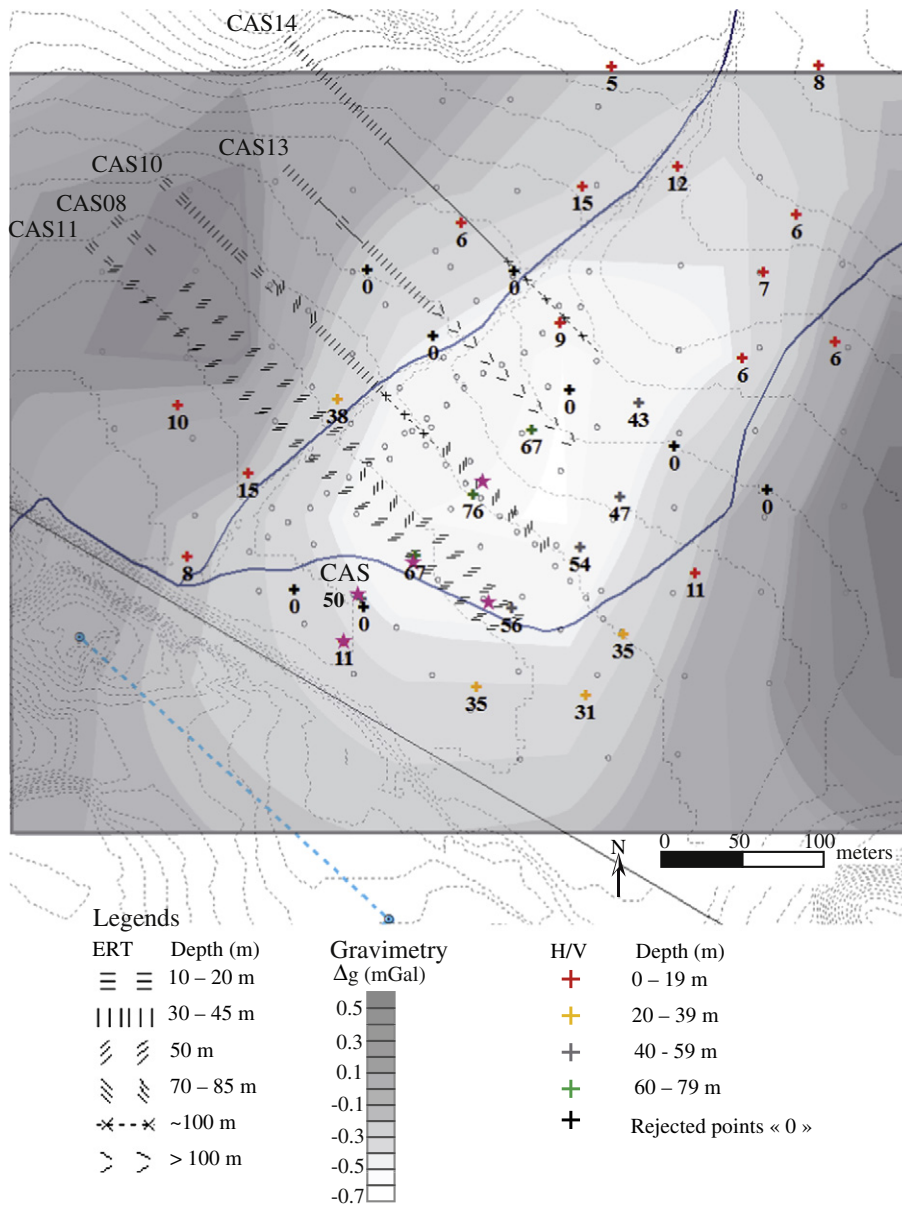 CAS14
5 8
CAS13
CAS10
12
15
CAS08
6 6
CAS11
0 0
7
9
0
6 6
38
0
43
10
67
0
15
76
47
0
54
8
67
CAS
11
50
0 0
56
35
11
35
31
0 50 100
meters
N
Legends
ERT Depth (m)
10 – 20 m
30 – 45 m
50 m
70 – 85 m
~100 m
> 100 m
Gravimetry
Δg (mGal)
0.5
0.3
0.1
-0.1
-0.3
-0.5
-0.7
H/V Depth (m)
0 – 19 m
20 – 39 m
40 - 59 m
60 – 79 m
Rejected points « 0 »